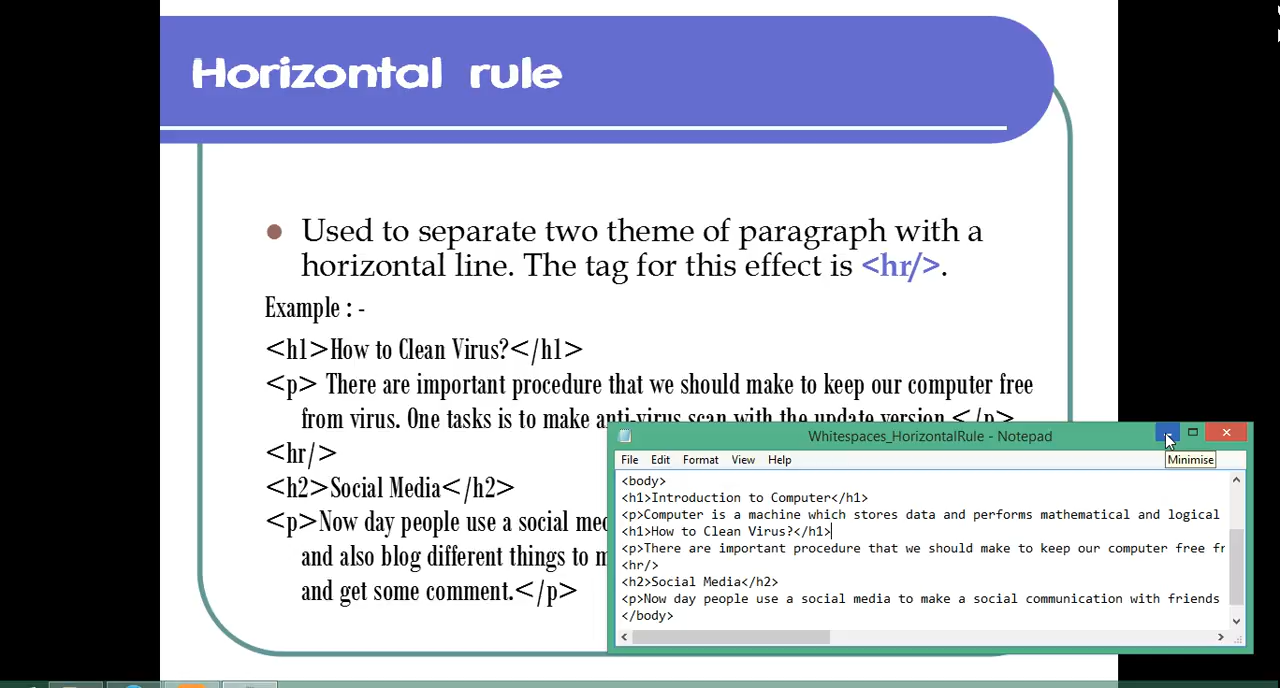 Horizontal rule
Used to separate two theme of paragraph with a
horizontal line. The tag for this effect is <hr/>.
Example : -
<h1>How to Clean Virus?</h1>
<p> There are important procedure that we should make to keep our computer free
from virus. One tasks is to make anti-virus scan with the update version.</p>
<hr/>
<h2>Social Media</h2>
<p>Now day people use a social med
and also blog different things to m
and get some comment.</p>
Whitespaces_HorizontalRule - Notepad
File Edit Format View Help
Minimise
<body>
<h1>Introduction to Computer</h1>
<p>Computer is a machine which stores data and performs mathematical and logical
<h1>How to Clean Virus?</h1>
<p>There are important procedure that we should make to keep our computer free fr
<hr/>
<h2>Social Media</h2>
<p>Now day people use a social media to make a social communication with friends
</body>